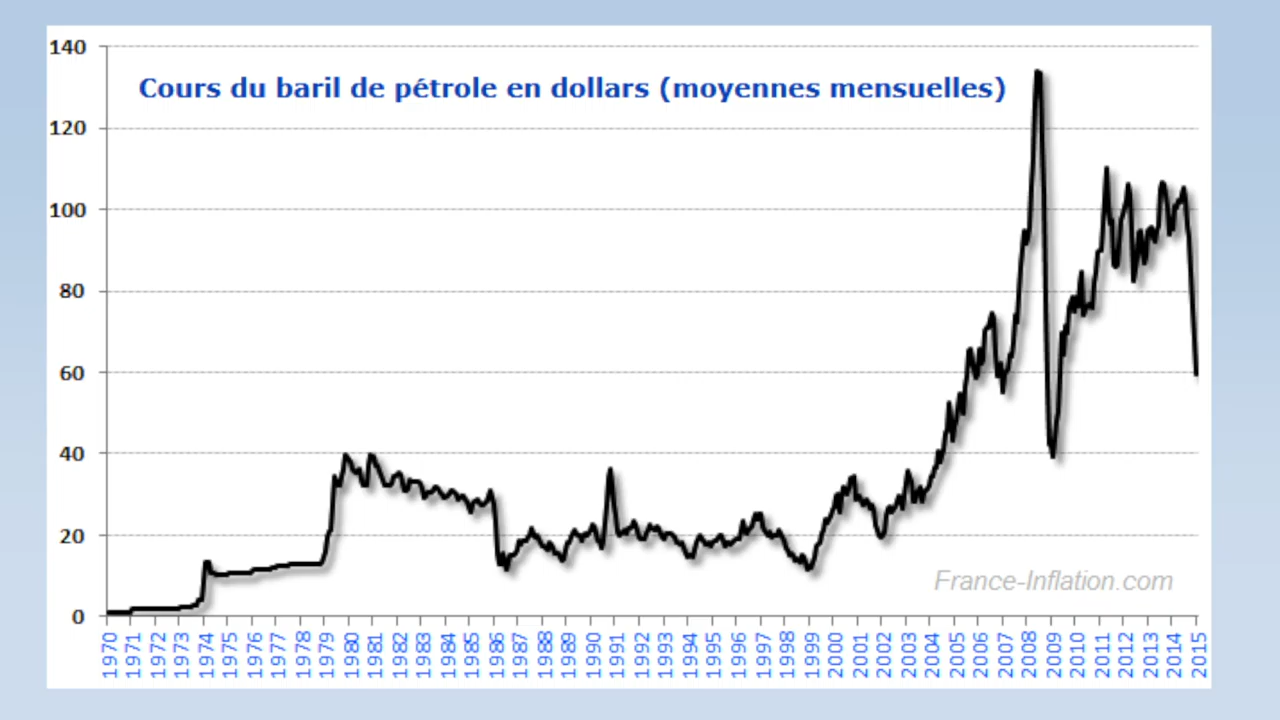 Cours du baril de pétrole en dollars (moyennes mensuelles)
140
120
100
80
60
40
20
0
France-Inflation.com
1970 1971 1972 1973 1974 1975 1976 1977 1978 1979 1980 1981 1982 1983 1984 1985 1986 1987 1988 1989 1990 1991 1992 1993 1994 1995 1996 1997 1998 1999 2000 2001 2002 2003 2004 2005 2006 2007 2008 2009 2010 2011 2012 2013 2014 2015